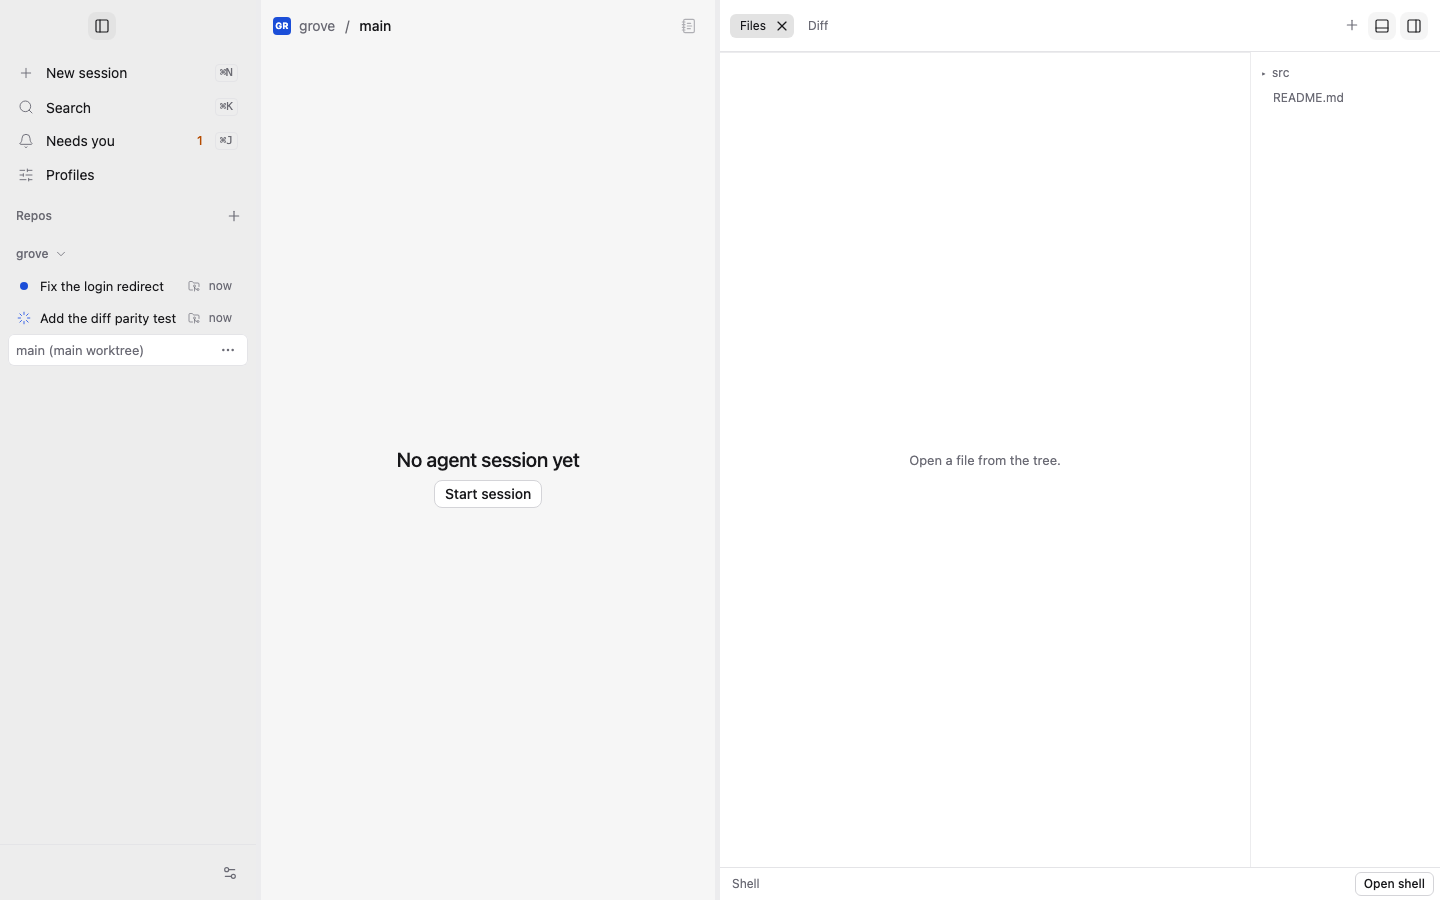 New session ⌘N
Search ⌘K
Needs you 1 ⌘J
Profiles
Repos
grove
Fix the login redirect now
Add the diff parity test now
main (main worktree)
GR grove / main
No agent session yet
Start session
Files Diff
Open a file from the tree.
src
README.md
Shell
Open shell